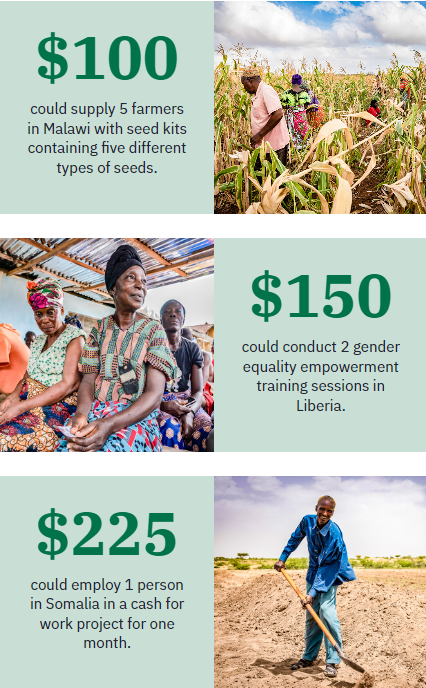 $100
could supply 5 farmers
in Malawi with seed kits
containing five different
types of seeds.
$150
could conduct 2 gender
equality empowerment
training sessions in
Liberia.
$225
could employ 1 person
in Somalia in a cash for
work project for one
month.